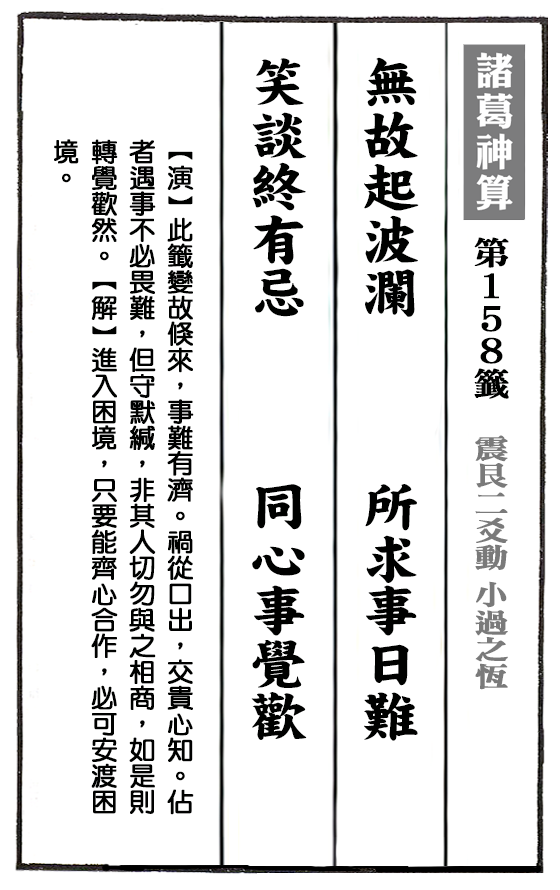 諸葛神算 第158籤 震艮二爻動 小過之恆
無故起波瀾 所求事日難
笑談終有忌 同心事覺歡
【演】此籤變故倏來，事難有濟。禍從口出，交貴心知。佔
者遇事不必畏難，但守默緘，非其人切勿與之相商，如是則
轉覺歡然。【解】進入困境，只要能齊心合作，必可安渡困
境。